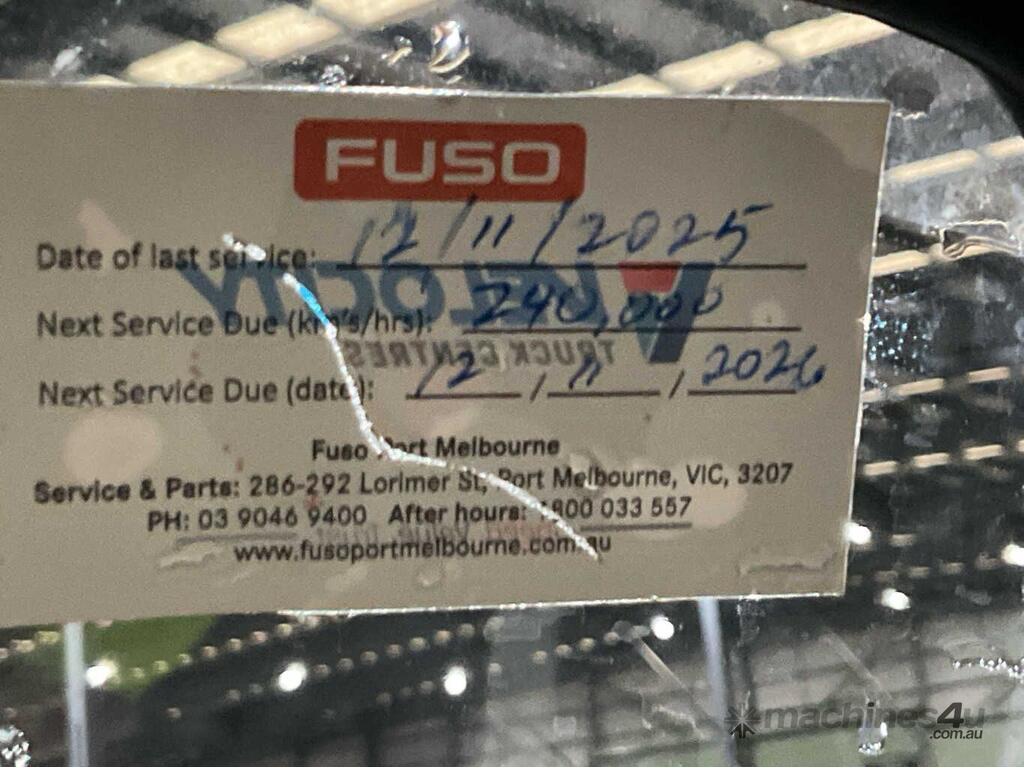 FUSO
Date of last service: 12/11/2025
VELOCITY
Next Service Due (km's/hrs): 240,000
TRUCK CENTRES
Next Service Due (date): 12/11/2026
Fuso Port Melbourne
Service & Parts: 286-292 Lorimer St, Port Melbourne, VIC, 3207
PH: 03 9046 9400 After hours: 1800 033 557
www.fusoportmelbourne.com.au
machines4u
.com.au